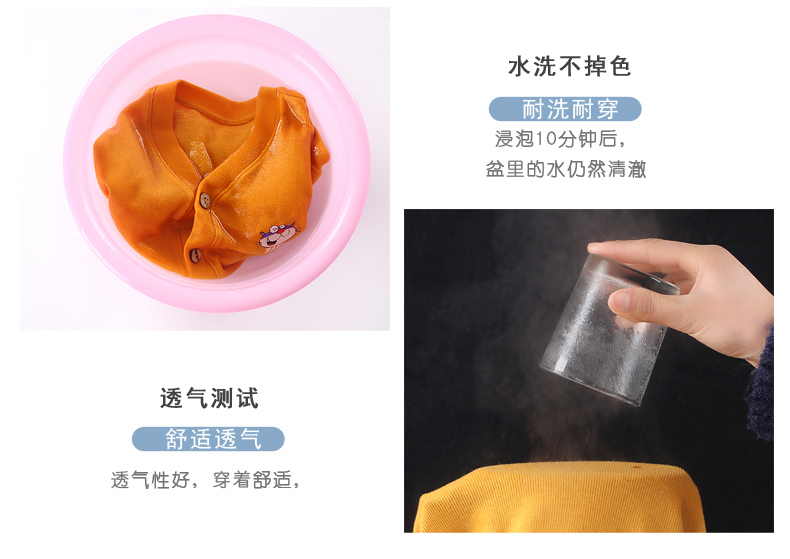 水洗不掉色
耐洗耐穿
浸泡10分钟后，
盆里的水仍然清澈
透气测试
舒适透气
透气性好，穿着舒适，